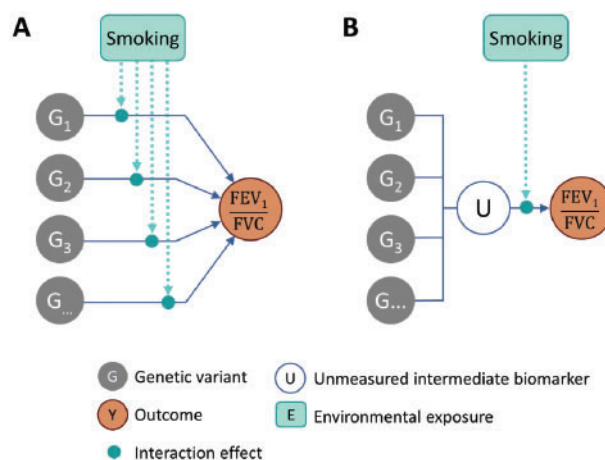 A
Smoking
G1
G2
G3
G...
FEV1
FVC
B
Smoking
G1
G2
G3
G...
U
FEV1
FVC
G Genetic variant
U Unmeasured intermediate biomarker
Y Outcome
E Environmental exposure
Interaction effect